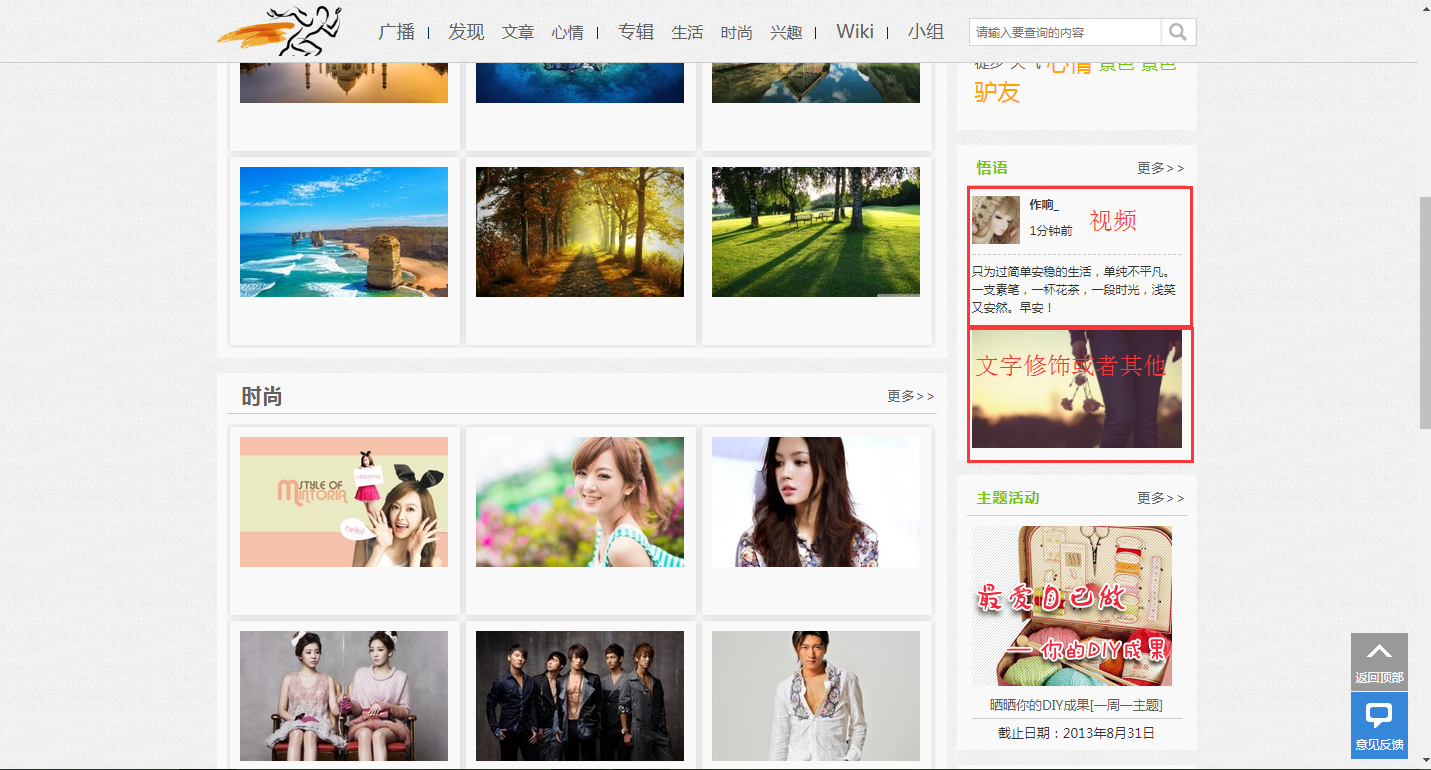 广播 | 发现 文章 心情 | 专辑 生活 时尚 兴趣 | Wiki | 小组
请输入要查询的内容
心情 景色 景色
驴友
悟语 更多>>
作响_
1分钟前
视频
只为过简单安稳的生活，单纯不平凡。
一支素笔，一杯花茶，一段时光，浅笑
又安然。早安！
文字修饰或者其他
时尚 更多>>
STYLE OF
MINTORIA
hello!
主题活动 更多>>
最爱自己做
— 你的DIY成果
晒晒你的DIY成果[一周一主题]
截止日期：2013年8月31日
返回顶部
意见反馈